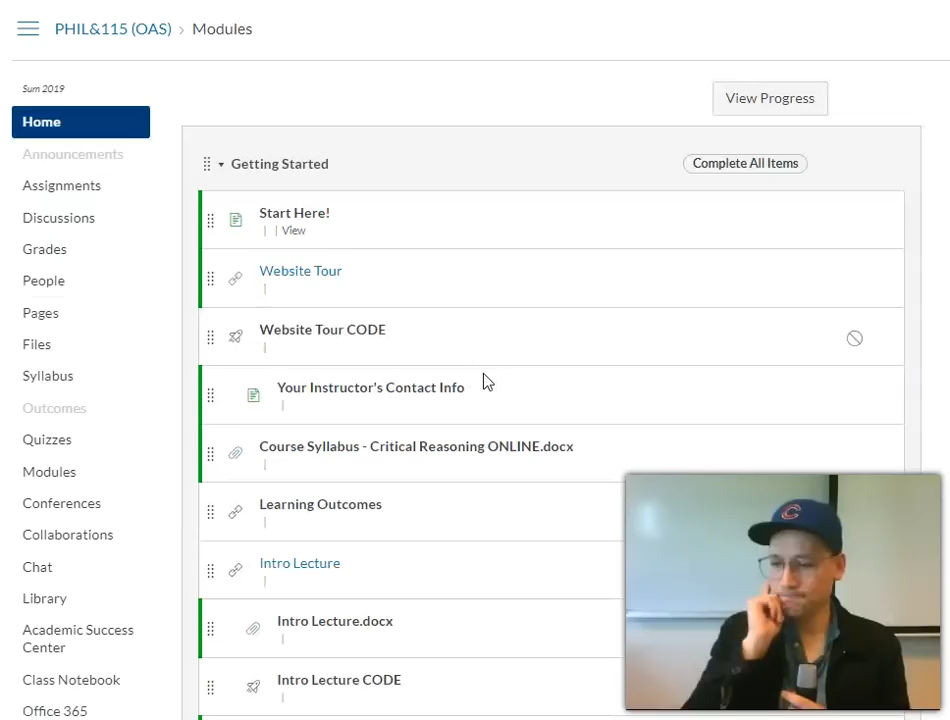 PHIL&115 (OAS) › Modules
Sum 2019
View Progress
Home
Announcements
Assignments
Discussions
Grades
People
Pages
Files
Syllabus
Outcomes
Quizzes
Modules
Conferences
Collaborations
Chat
Library
Academic Success
Center
Class Notebook
Office 365
Getting Started
Complete All Items
Start Here!
| | View
Website Tour
|
Website Tour CODE
|
Your Instructor's Contact Info
|
Course Syllabus - Critical Reasoning ONLINE.docx
|
Learning Outcomes
|
Intro Lecture
|
Intro Lecture.docx
|
Intro Lecture CODE
|
C